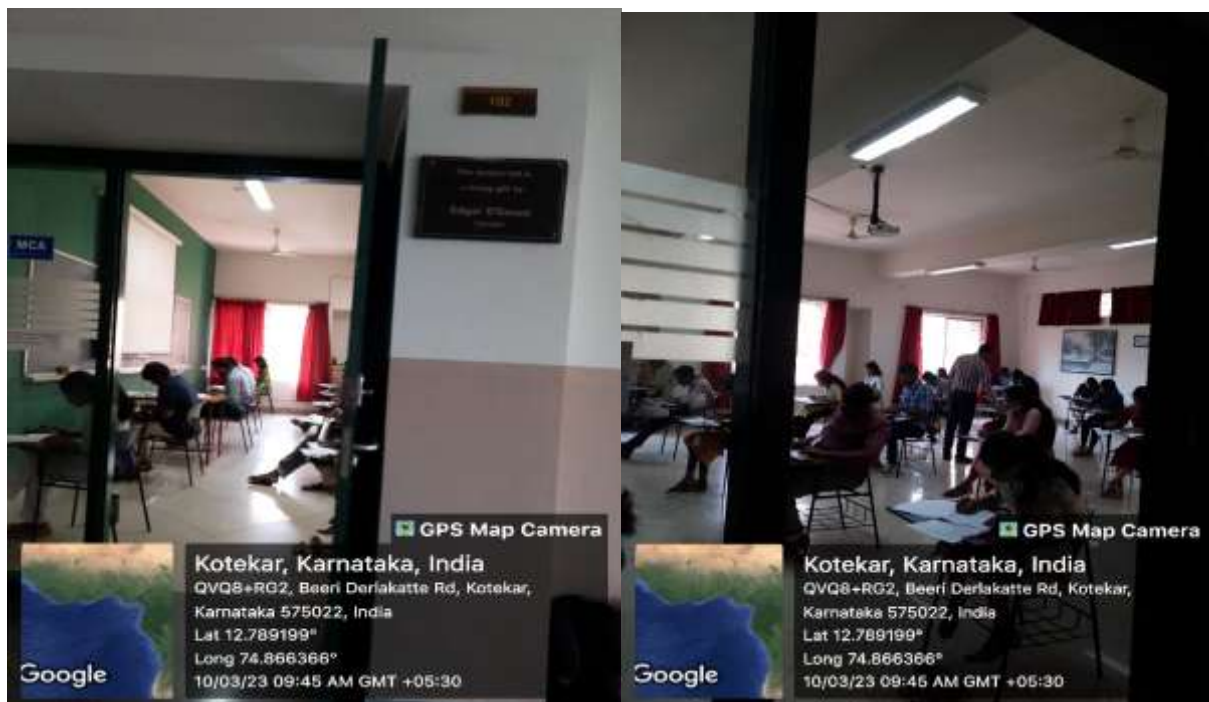 102
MCA
GPS Map Camera
Kotekar, Karnataka, India
QVQ8+RG2, Beeri Derlakatte Rd, Kotekar,
Karnataka 575022, India
Lat 12.789199°
Long 74.866366°
10/03/23 09:45 AM GMT +05:30
Google
GPS Map Camera
Kotekar, Karnataka, India
QVQ8+RG2, Beeri Derlakatte Rd, Kotekar,
Karnataka 575022, India
Lat 12.789199°
Long 74.866366°
10/03/23 09:45 AM GMT +05:30
Google